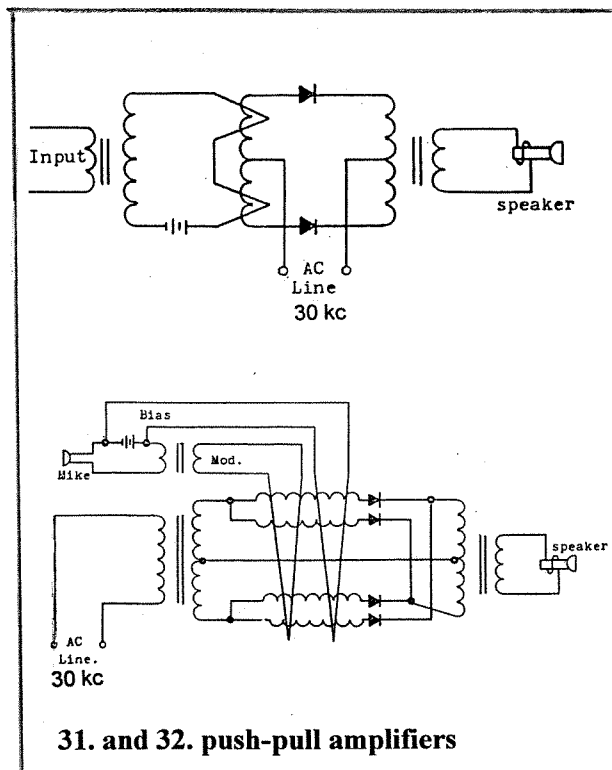 Input
speaker
AC
Line
30 kc
Bias
Mike
Mod.
speaker
AC
Line.
30 kc
31. and 32. push-pull amplifiers